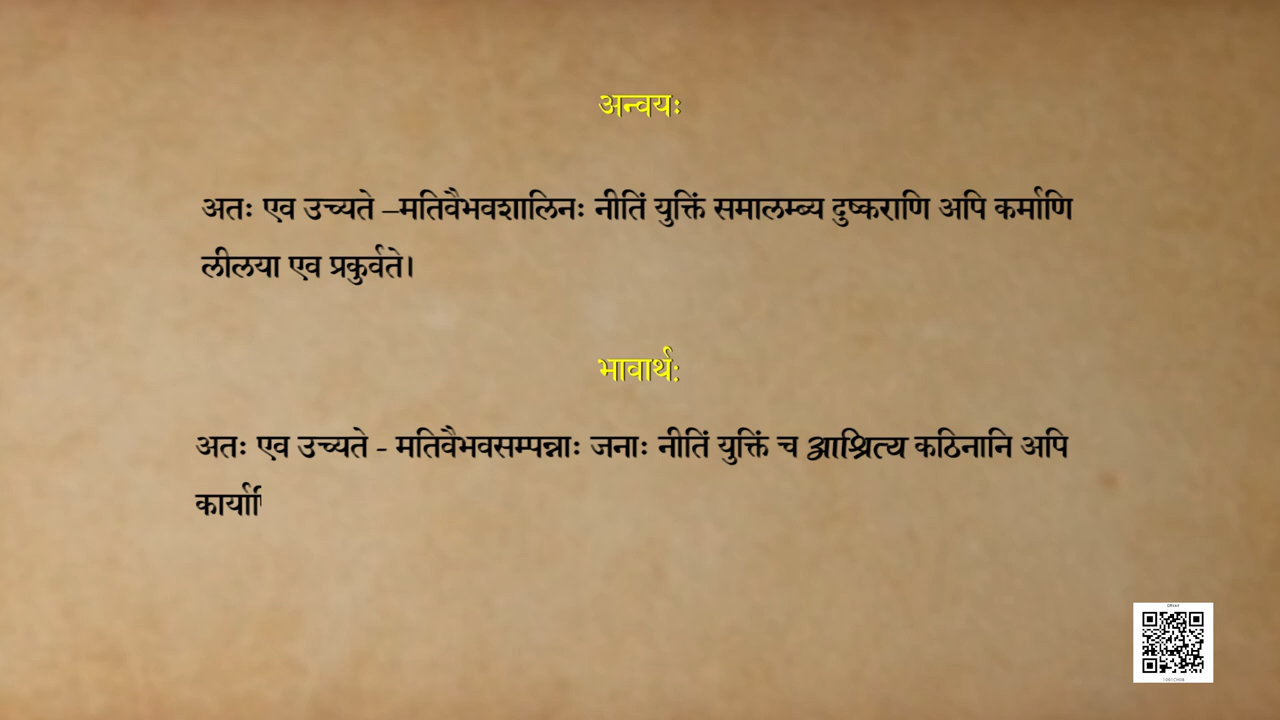 अन्वयः
अतः एव उच्यते –मतिवैभवशालिनः नीतिं युक्तिं समालम्ब्य दुष्कराणि अपि कर्माणि
लीलया एव प्रकुर्वते।
भावार्थ:
अतः एव उच्यते - मतिवैभवसम्पन्नाः जनाः नीतिं युक्तिं च आश्रित्य कठिनानि अपि